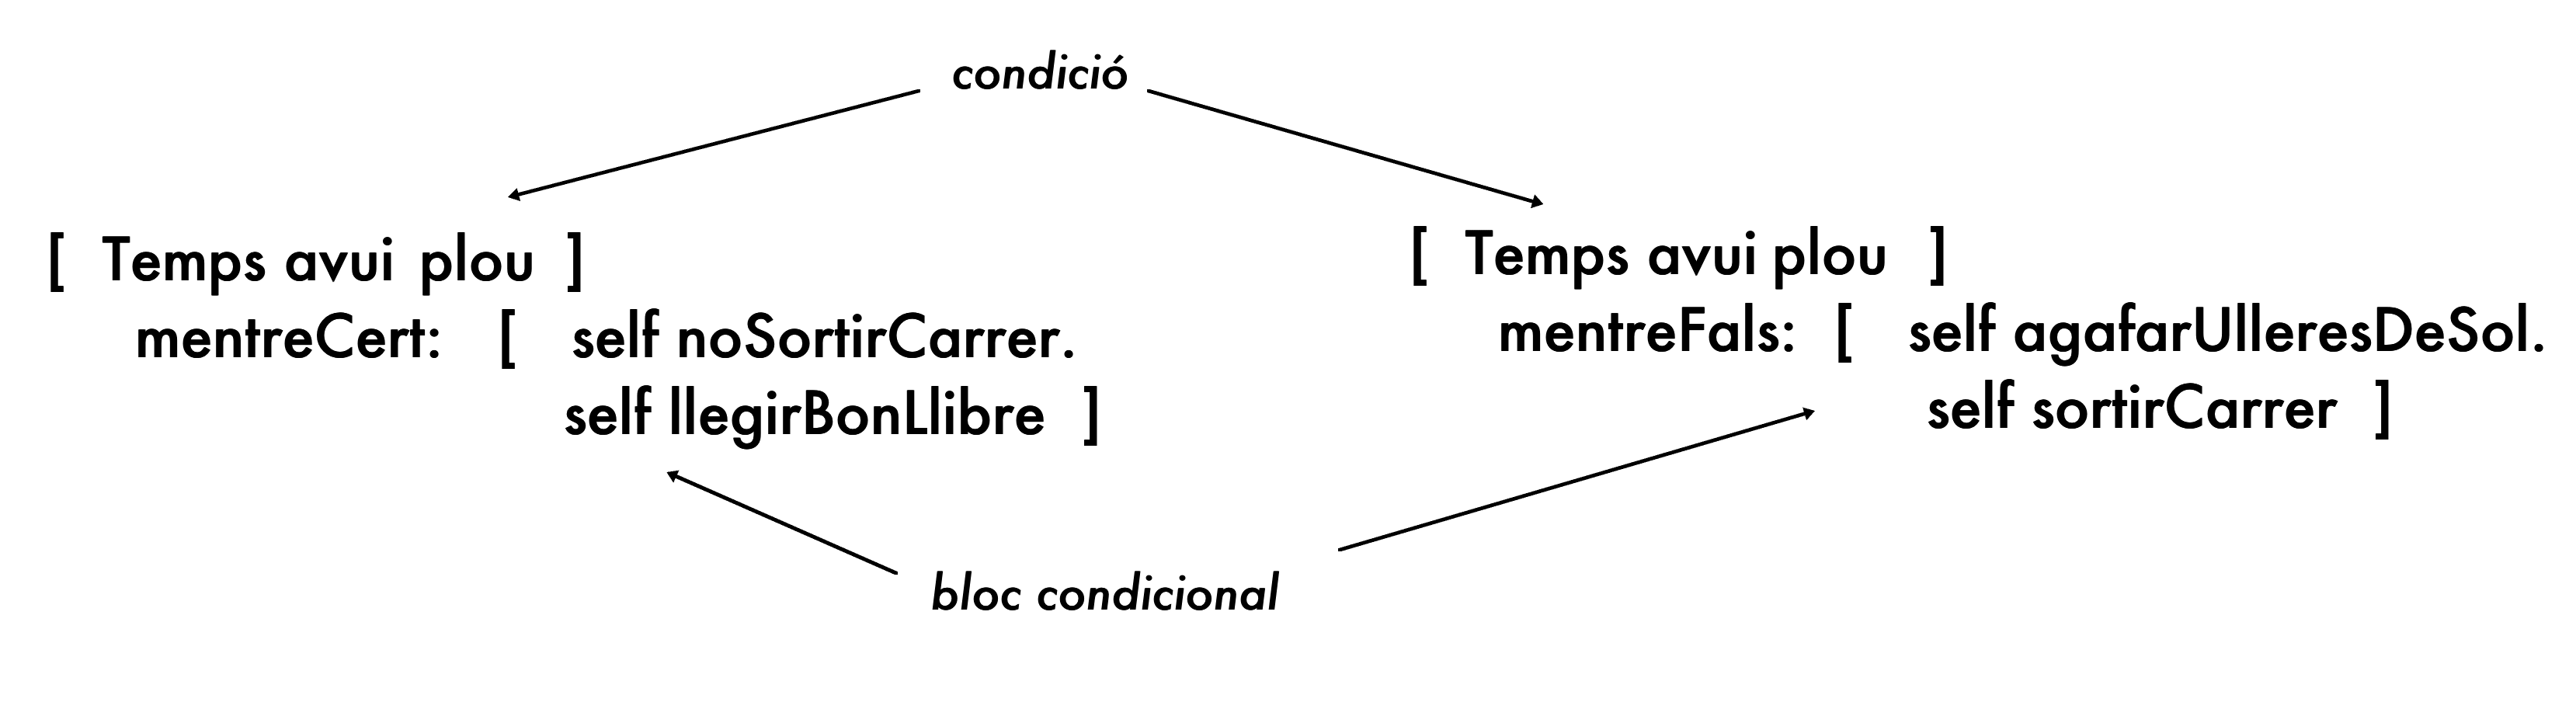 condició
[ Temps avui plou ]
mentreCert: [ self noSortirCarrer.
self llegirBonLlibre ]
[ Temps avui plou ]
mentreFals: [ self agafarUlleresDeSol.
self sortirCarrer ]
bloc condicional